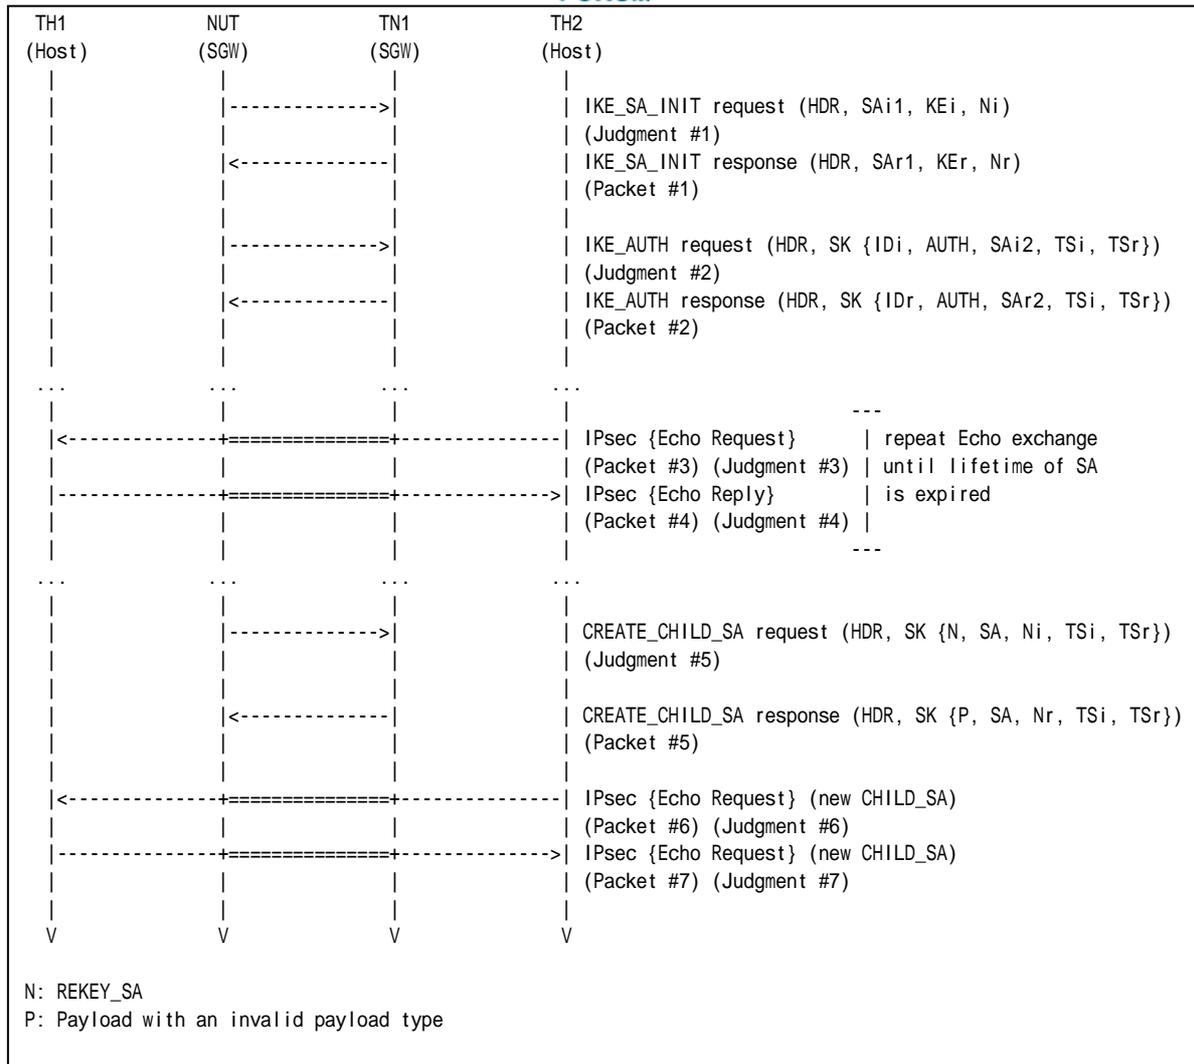 TH1 NUT TN1 TH2
(Host) (SGW) (SGW) (Host)
| | | |
| |-------------->| | IKE_SA_INIT request (HDR, SAi1, KEi, Ni)
| | | | (Judgment #1)
| |<--------------| | IKE_SA_INIT response (HDR, SAr1, KEr, Nr)
| | | | (Packet #1)
| | | |
| |-------------->| | IKE_AUTH request (HDR, SK {IDi, AUTH, SAi2, TSi, TSr})
| | | | (Judgment #2)
| |<--------------| | IKE_AUTH response (HDR, SK {IDr, AUTH, SAr2, TSi, TSr})
| | | | (Packet #2)
| | | |
... ... ... ...
| | | | ---
|<--------------+===============+--------------| IPsec {Echo Request} | repeat Echo exchange
| | | | (Packet #3) (Judgment #3) | until lifetime of SA
|---------------+===============+------------->| IPsec {Echo Reply} | is expired
| | | | (Packet #4) (Judgment #4) |
| | | | ---
... ... ... ...
| | | |
| |-------------->| | CREATE_CHILD_SA request (HDR, SK {N, SA, Ni, TSi, TSr})
| | | | (Judgment #5)
| | | |
| |<--------------| | CREATE_CHILD_SA response (HDR, SK {P, SA, Nr, TSi, TSr})
| | | | (Packet #5)
| | | |
|<--------------+===============+--------------| IPsec {Echo Request} (new CHILD_SA)
| | | | (Packet #6) (Judgment #6)
|---------------+===============+------------->| IPsec {Echo Request} (new CHILD_SA)
| | | | (Packet #7) (Judgment #7)
| | | |
V V V V
N: REKEY_SA
P: Payload with an invalid payload type